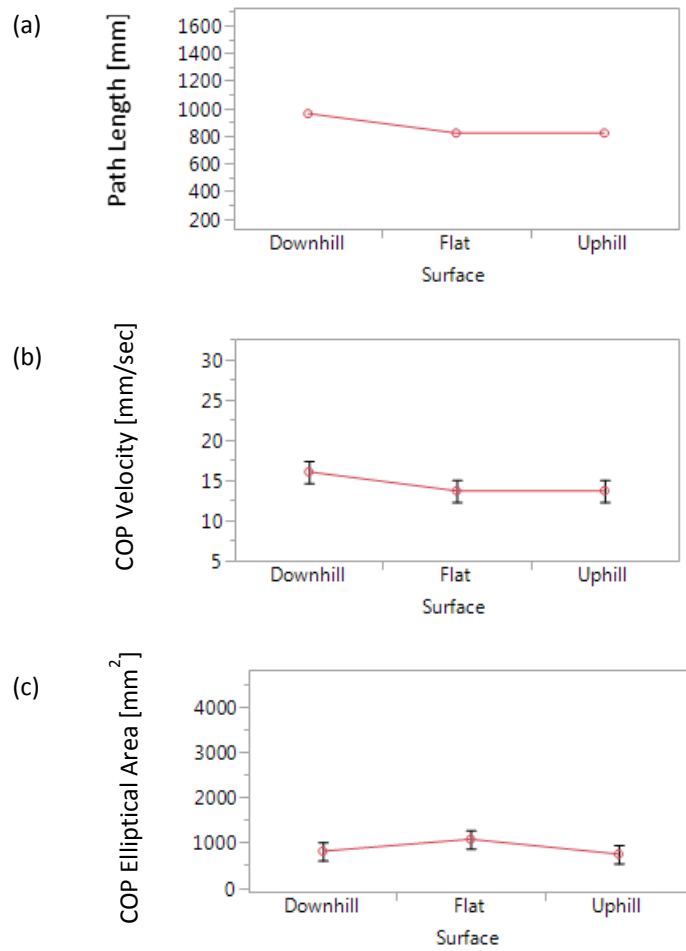 (a)
Path Length [mm]
1600
1400
1200
1000
800
600
400
200
Downhill Flat Uphill
Surface
(b)
COP Velocity [mm/sec]
30
25
20
15
10
5
Downhill Flat Uphill
Surface
(c)
COP Elliptical Area [mm²]
4000
3000
2000
1000
0
Downhill Flat Uphill
Surface